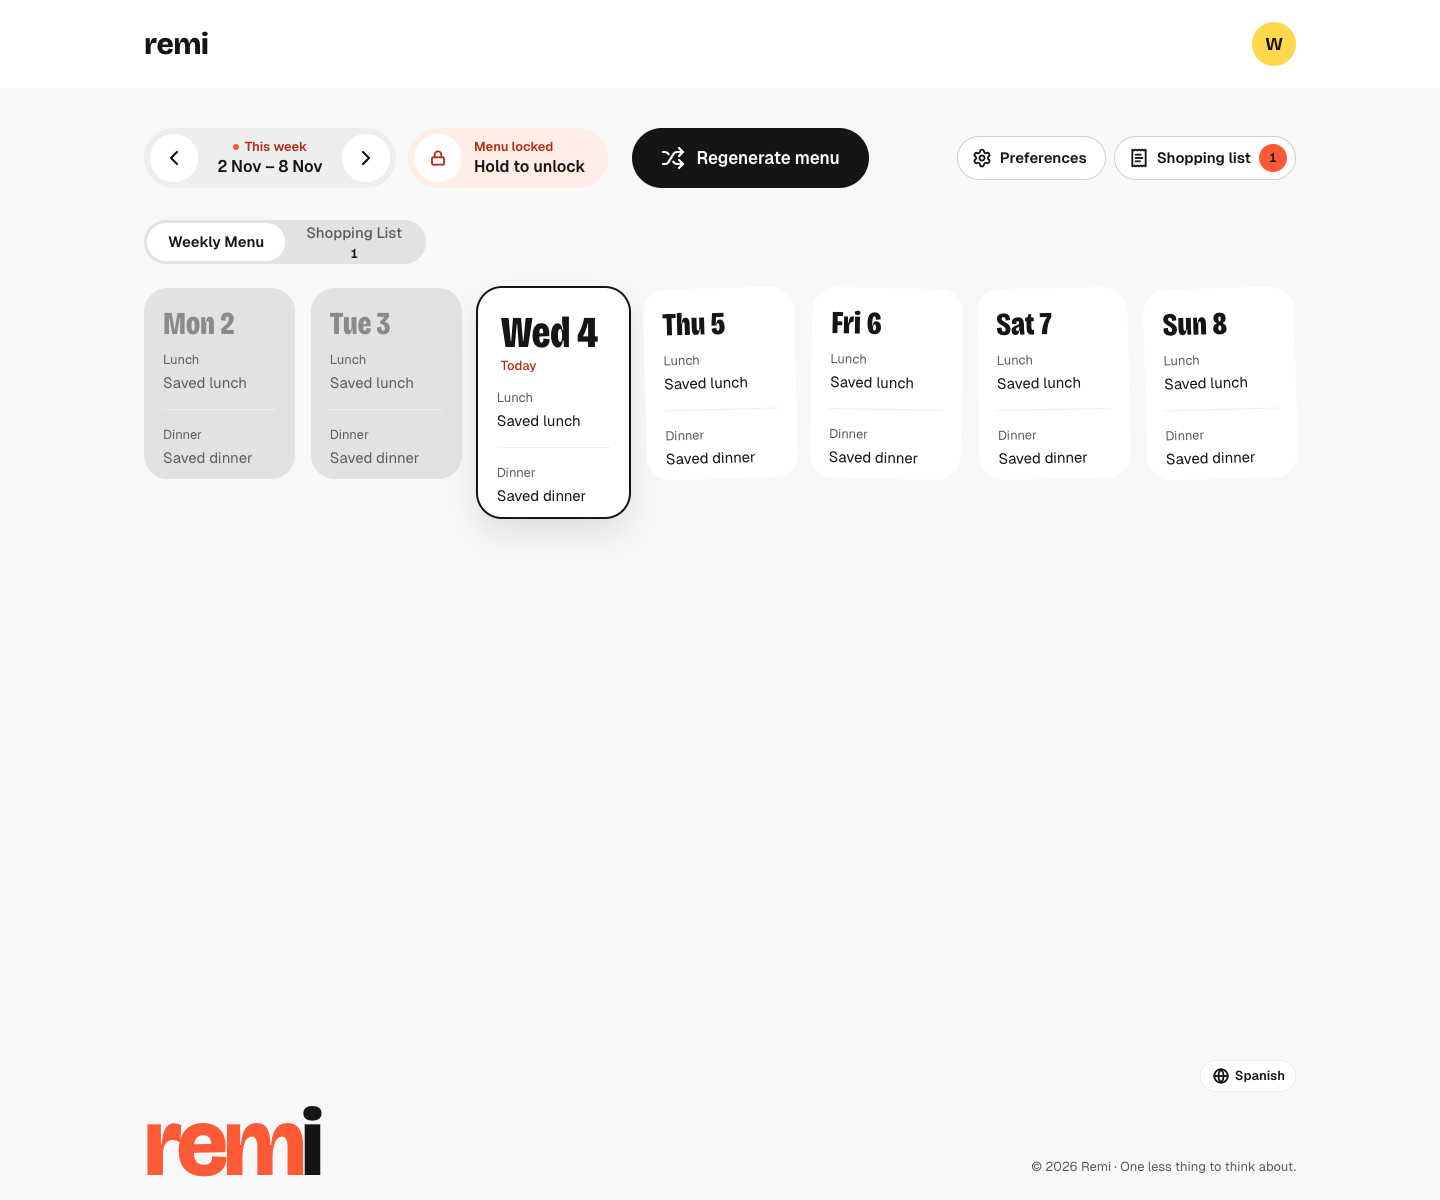 remi
W
This week
2 Nov – 8 Nov
Menu locked
Hold to unlock
Regenerate menu
Preferences
Shopping list 1
Weekly Menu
Shopping List
1
Mon 2
Lunch
Saved lunch
Dinner
Saved dinner
Tue 3
Lunch
Saved lunch
Dinner
Saved dinner
Wed 4
Today
Lunch
Saved lunch
Dinner
Saved dinner
Thu 5
Lunch
Saved lunch
Dinner
Saved dinner
Fri 6
Lunch
Saved lunch
Dinner
Saved dinner
Sat 7
Lunch
Saved lunch
Dinner
Saved dinner
Sun 8
Lunch
Saved lunch
Dinner
Saved dinner
Spanish
remi
© 2026 Remi · One less thing to think about.